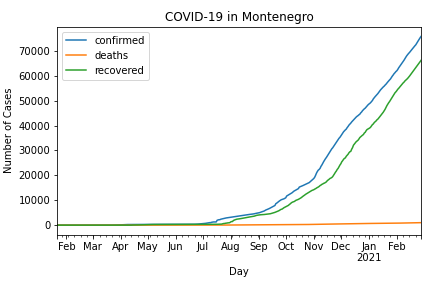 COVID-19 in Montenegro
confirmed
deaths
recovered
70000
60000
50000
40000
30000
20000
10000
0
Number of Cases
Feb Mar Apr May Jun Jul Aug Sep Oct Nov Dec Jan Feb
2021
Day